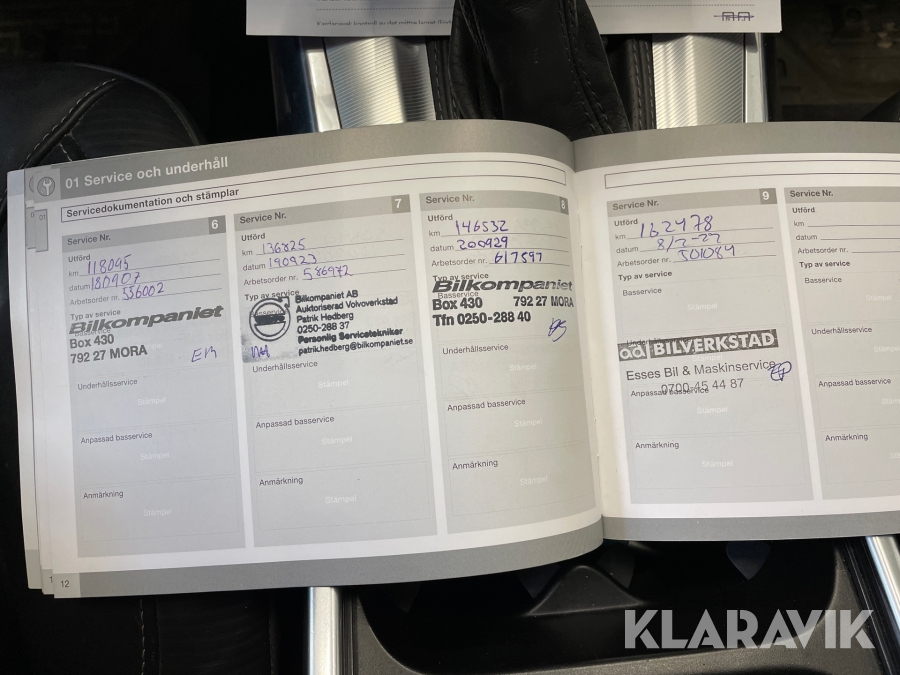 01 Service och underhåll
Servicedokumentation och stämplar
Service Nr. 6
Utförd
km 118095
datum 180907
Arbetsorder nr. 556002
Typ av service
Basservice
Bilkompaniet
Box 430
792 27 MORA
EM
Underhållsservice
Stämpel
Anpassad basservice
Stämpel
Anmärkning
Stämpel
Service Nr. 7
Utförd
km 136825
datum 190923
Arbetsorder nr. 586972
Typ av service
Bilkompaniet AB
Auktoriserad Volvoverkstad
Patrik Hedberg
0250-288 37
Personlig Servicetekniker
patrik.hedberg@bilkompaniet.se
Underhållsservice
Stämpel
Anpassad basservice
Stämpel
Anmärkning
Stämpel
Service Nr. 8
Utförd
km 146532
datum 200929
Arbetsorder nr. 617597
Typ av service
Basservice
Bilkompaniet
Box 430 792 27 MORA
Tfn 0250-288 40
Underhållsservice
Stämpel
Anpassad basservice
Stämpel
Anmärkning
Stämpel
Service Nr. 9
Utförd
km 162478
datum
Arbetsorder nr. 501084
Typ av service
Basservice
Stämpel
ad BILVERKSTAD
Esses Bil & Maskinservice
0700-45 44 87
Anpassad basservice
Stämpel
Anmärkning
Stämpel
Service Nr.
Utförd
km
datum
Arbetsorder nr.
Typ av service
Basservice
Underhållsservice
Anpassad basservice
Anmärkning
12
KLARAVIK